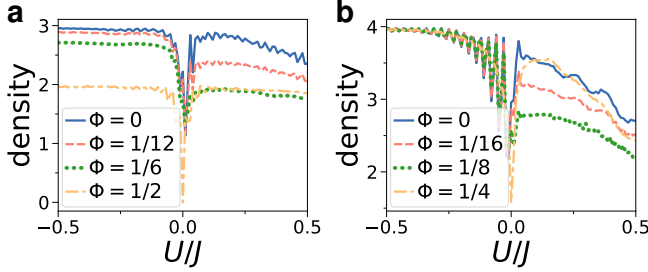 a
b
density
3
2
1
0
Φ = 0
Φ = 1/12
Φ = 1/6
Φ = 1/2
−0.5
0.0
0.5
U/J
density
4
3
2
Φ = 0
Φ = 1/16
Φ = 1/8
Φ = 1/4
−0.5
0.0
0.5
U/J